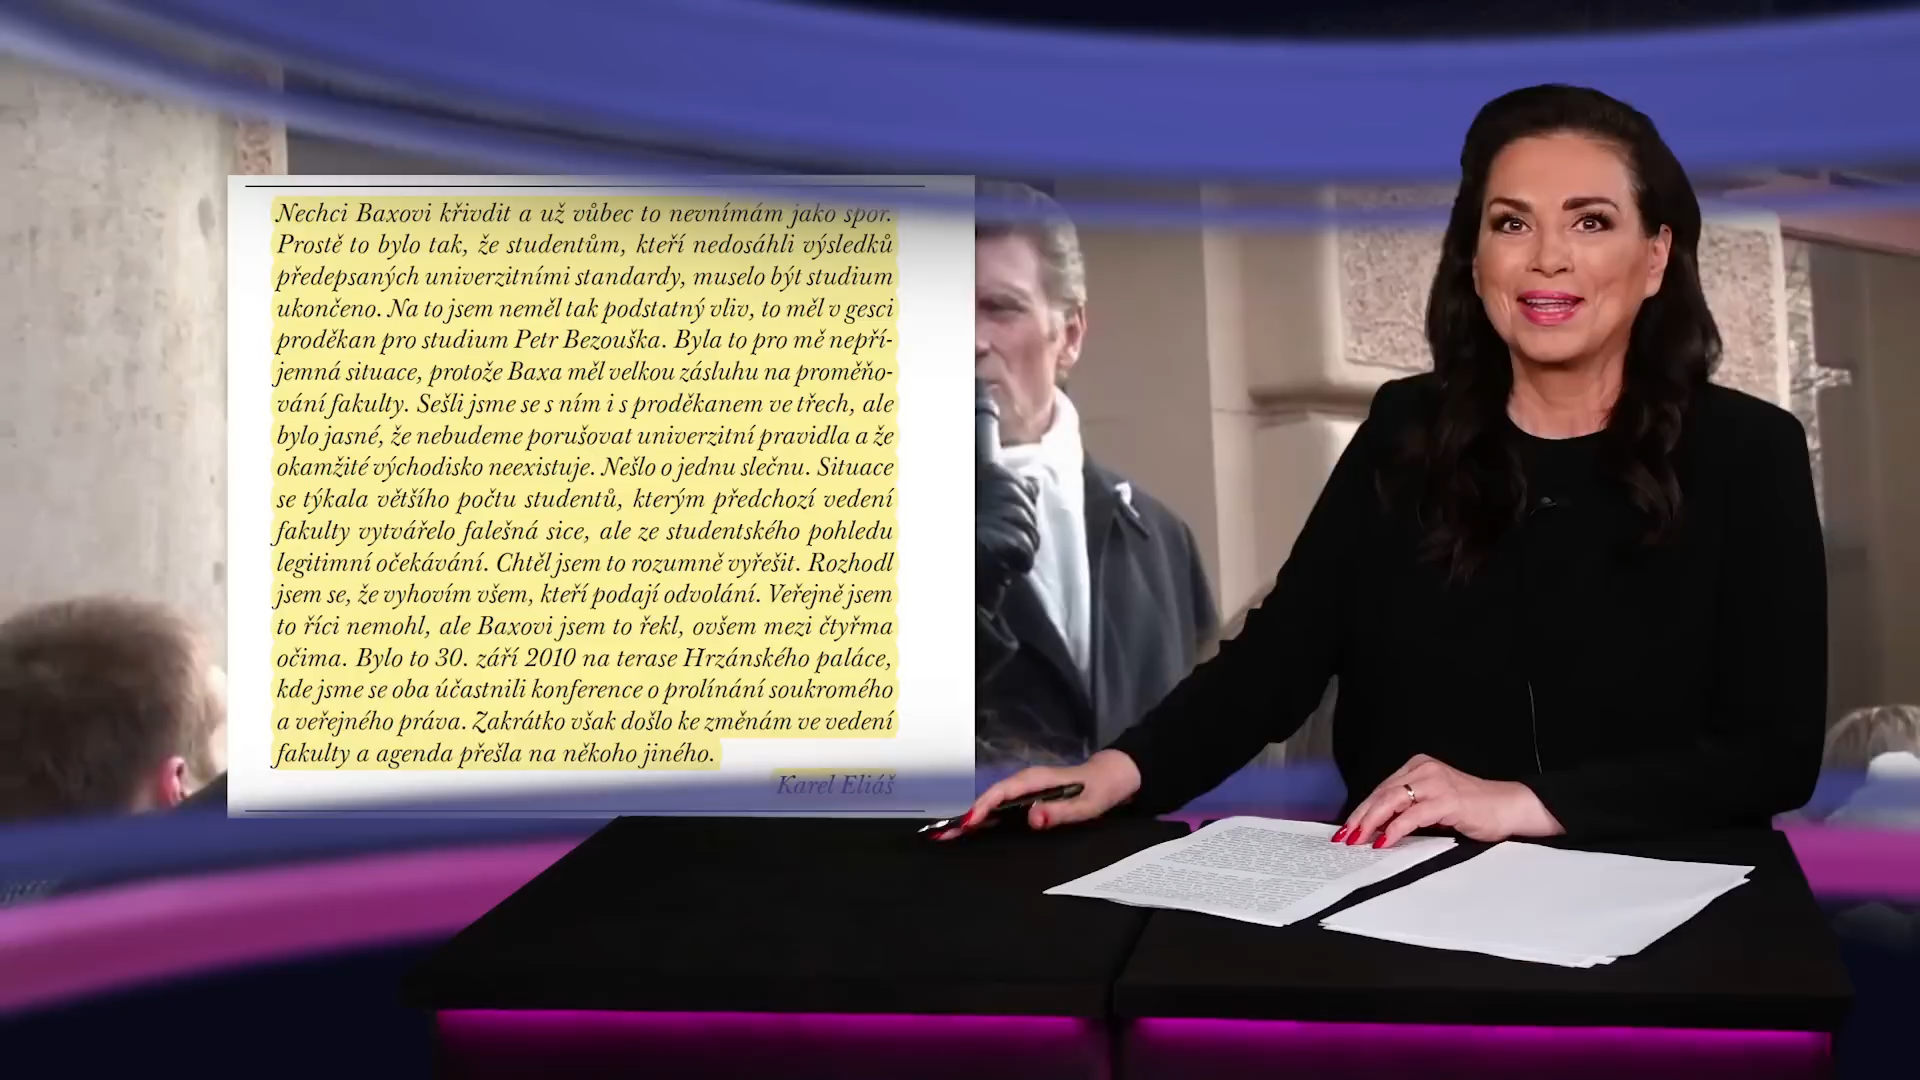 Nechci Baxovi křivdit a už vůbec to nevnímám jako spor.
Prostě to bylo tak, že studentům, kteří nedosáhli výsledků
předepsaných univerzitními standardy, muselo být studium
ukončeno. Na to jsem neměl tak podstatný vliv, to měl v gesci
proděkan pro studium Petr Bezouška. Byla to pro mě nepří-
jemná situace, protože Baxa měl velkou zásluhu na proměňo-
vání fakulty. Sešli jsme se s ním i s proděkanem ve třech, ale
bylo jasné, že nebudeme porušovat univerzitní pravidla a že
okamžité východisko neexistuje. Nešlo o jednu slečnu. Situace
se týkala většího počtu studentů, kterým předchozí vedení
fakulty vytvářelo falešná sice, ale ze studentského pohledu
legitimní očekávání. Chtěl jsem to rozumně vyřešit. Rozhodl
jsem se, že vyhovím všem, kteří podají odvolání. Veřejně jsem
to říci nemohl, ale Baxovi jsem to řekl, ovšem mezi čtyřma
očima. Bylo to 30. září 2010 na terase Hrzánského paláce,
kde jsme se oba účastnili konference o prolínání soukromého
a veřejného práva. Zakrátko však došlo ke změnám ve vedení
fakulty a agenda přešla na někoho jiného.
Karel Eliáš